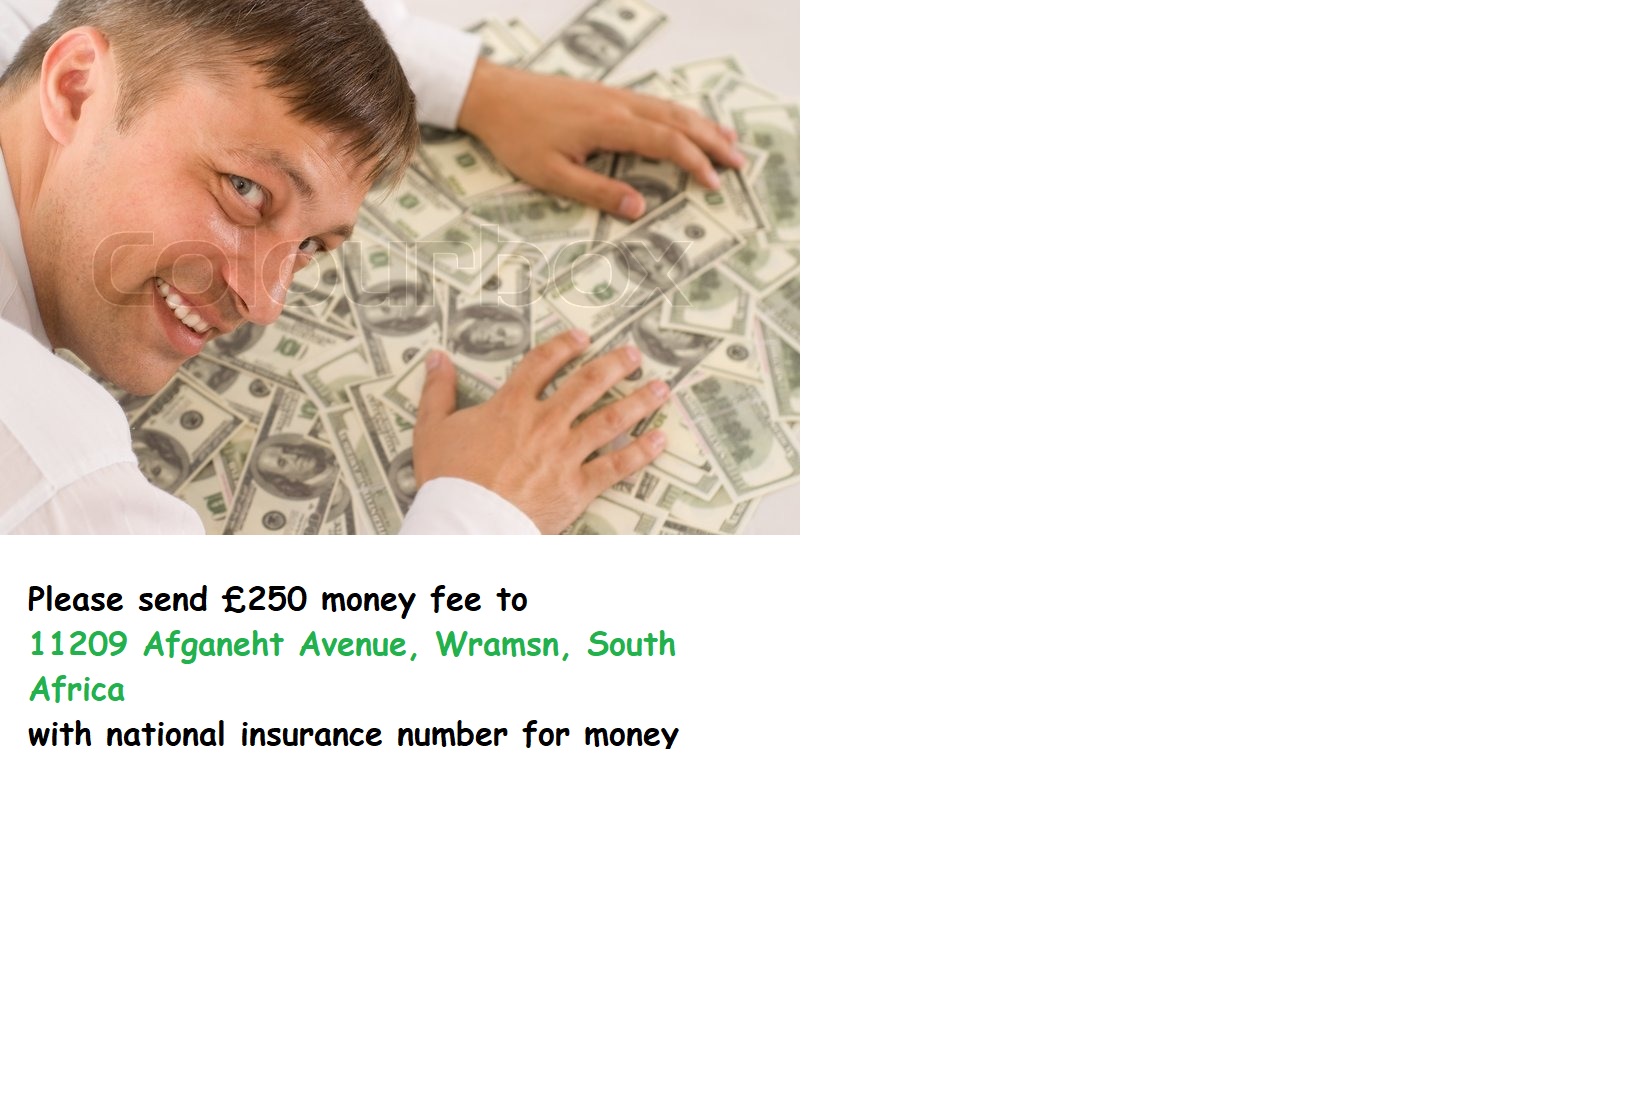 colourbox
Please send £250 money fee to
11209 Afganeht Avenue, Wramsn, South
Africa
with national insurance number for money